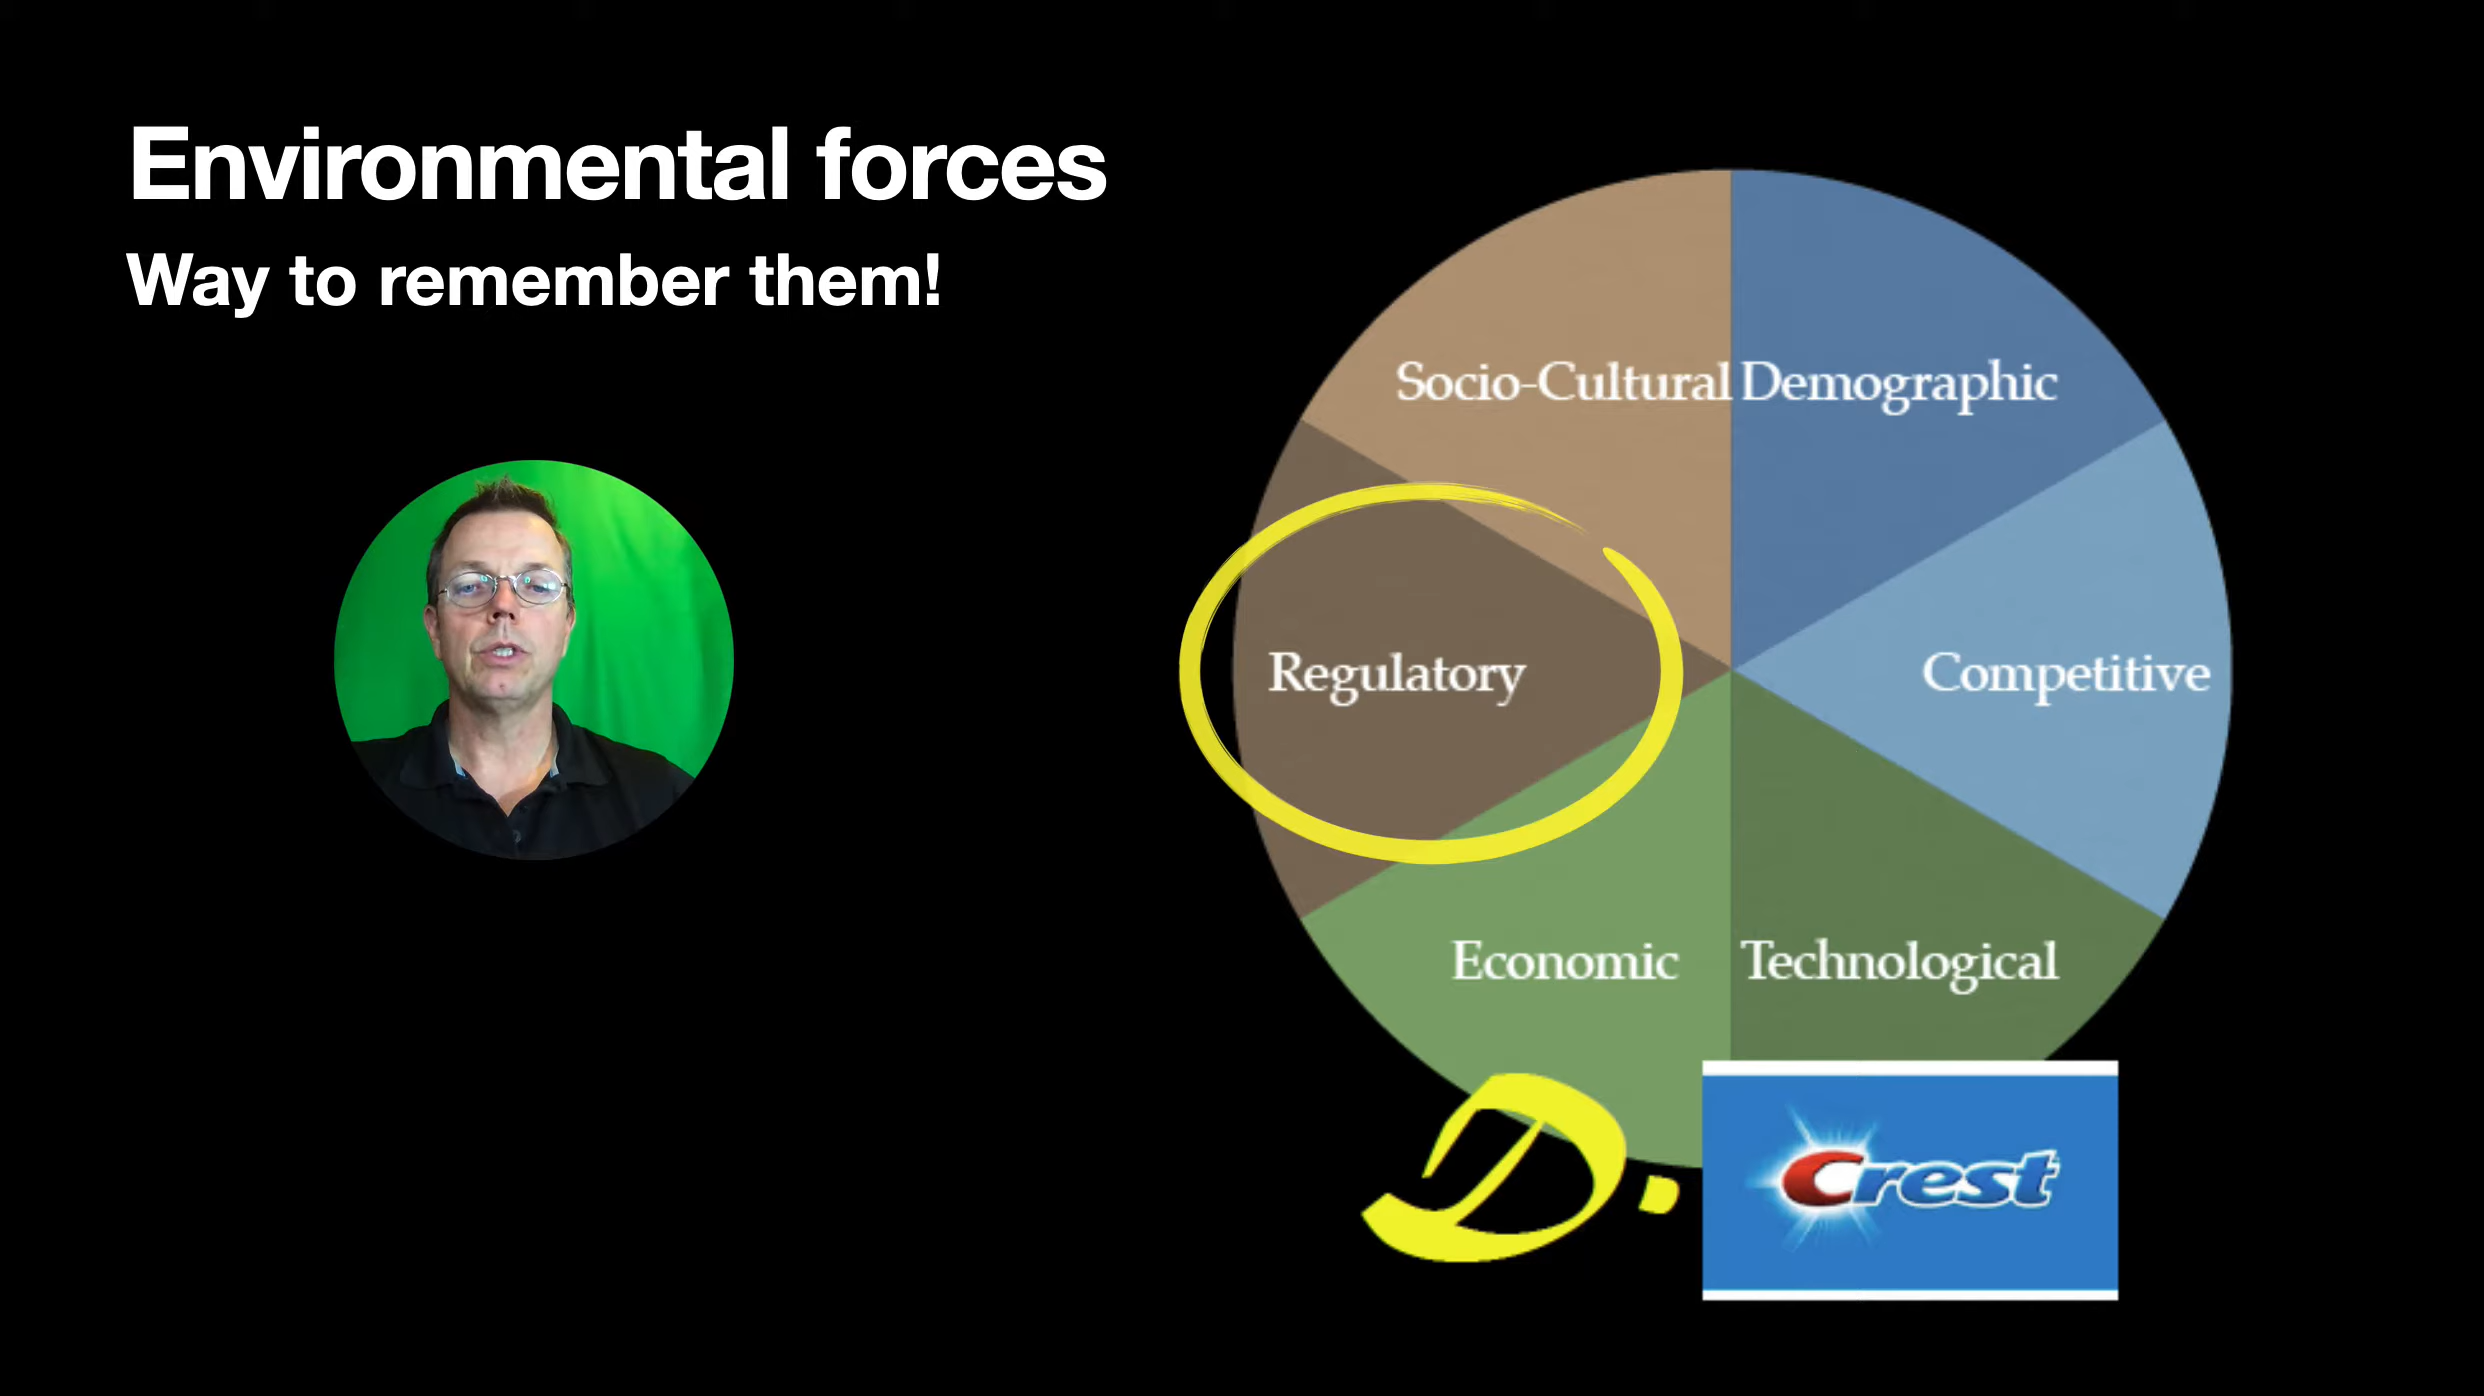 Environmental forces
Way to remember them!
Socio-Cultural Demographic
Regulatory
Competitive
Economic Technological
D.
Crest